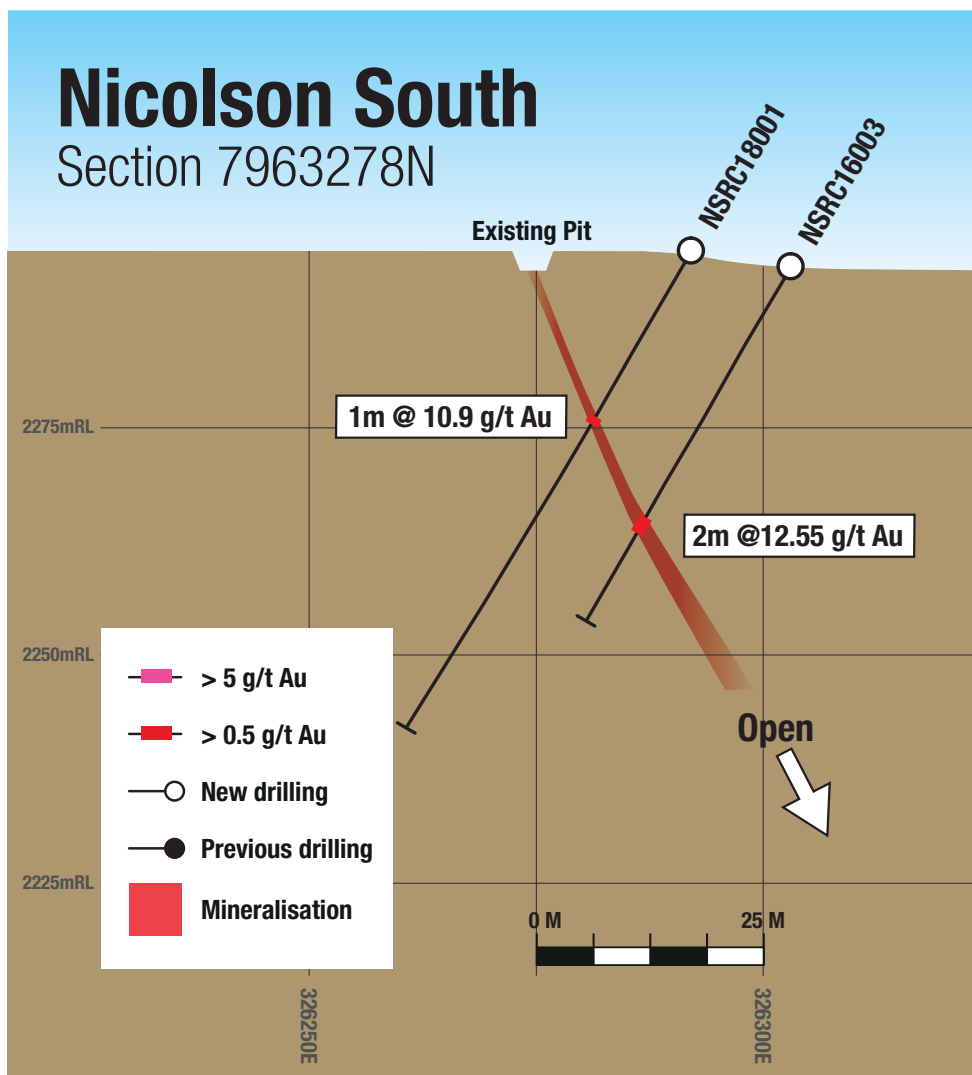 Nicolson South
Section 7963278N
NSRC18001
NSRC16003
Existing Pit
1m @ 10.9 g/t Au
2275mRL
2m @12.55 g/t Au
2250mRL
> 5 g/t Au
> 0.5 g/t Au
New drilling
Previous drilling
Mineralisation
Open
2225mRL
0 M
25 M
326250E
326300E